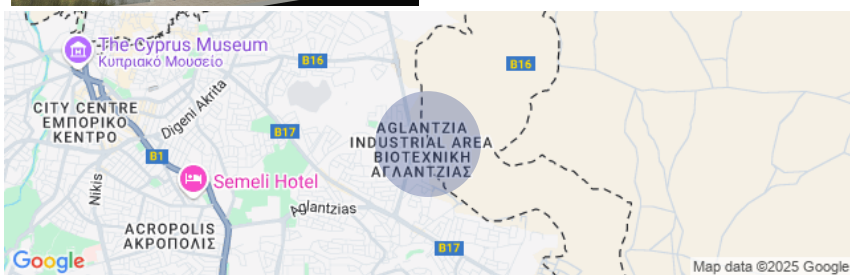 The Cyprus Museum
Κυπριακό Μουσείο
B16
B16
CITY CENTRE
ΕΜΠΟΡΙΚΟ
ΚΕΝΤΡΟ
Digeni Akrita
B17
AGLANTZIA
INDUSTRIAL AREA
ΒΙΟΤΕΧΝΙΚΗ
ΑΓΛΑΝΤΖΙΑΣ
B1
Nikis
Semeli Hotel
Aglantzias
ACROPOLIS
ΑΚΡΟΠΟΛΙΣ
B17
Google
Map data ©2025 Google